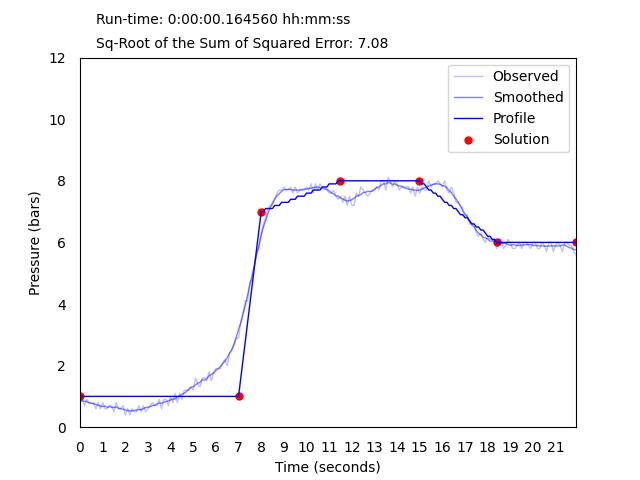 Run-time: 0:00:00.164560 hh:mm:ss
Sq-Root of the Sum of Squared Error: 7.08
12
10
8
6
4
2
0
Pressure (bars)
Observed
Smoothed
Profile
Solution
0 1 2 3 4 5 6 7 8 9 10 11 12 13 14 15 16 17 18 19 20 21
Time (seconds)